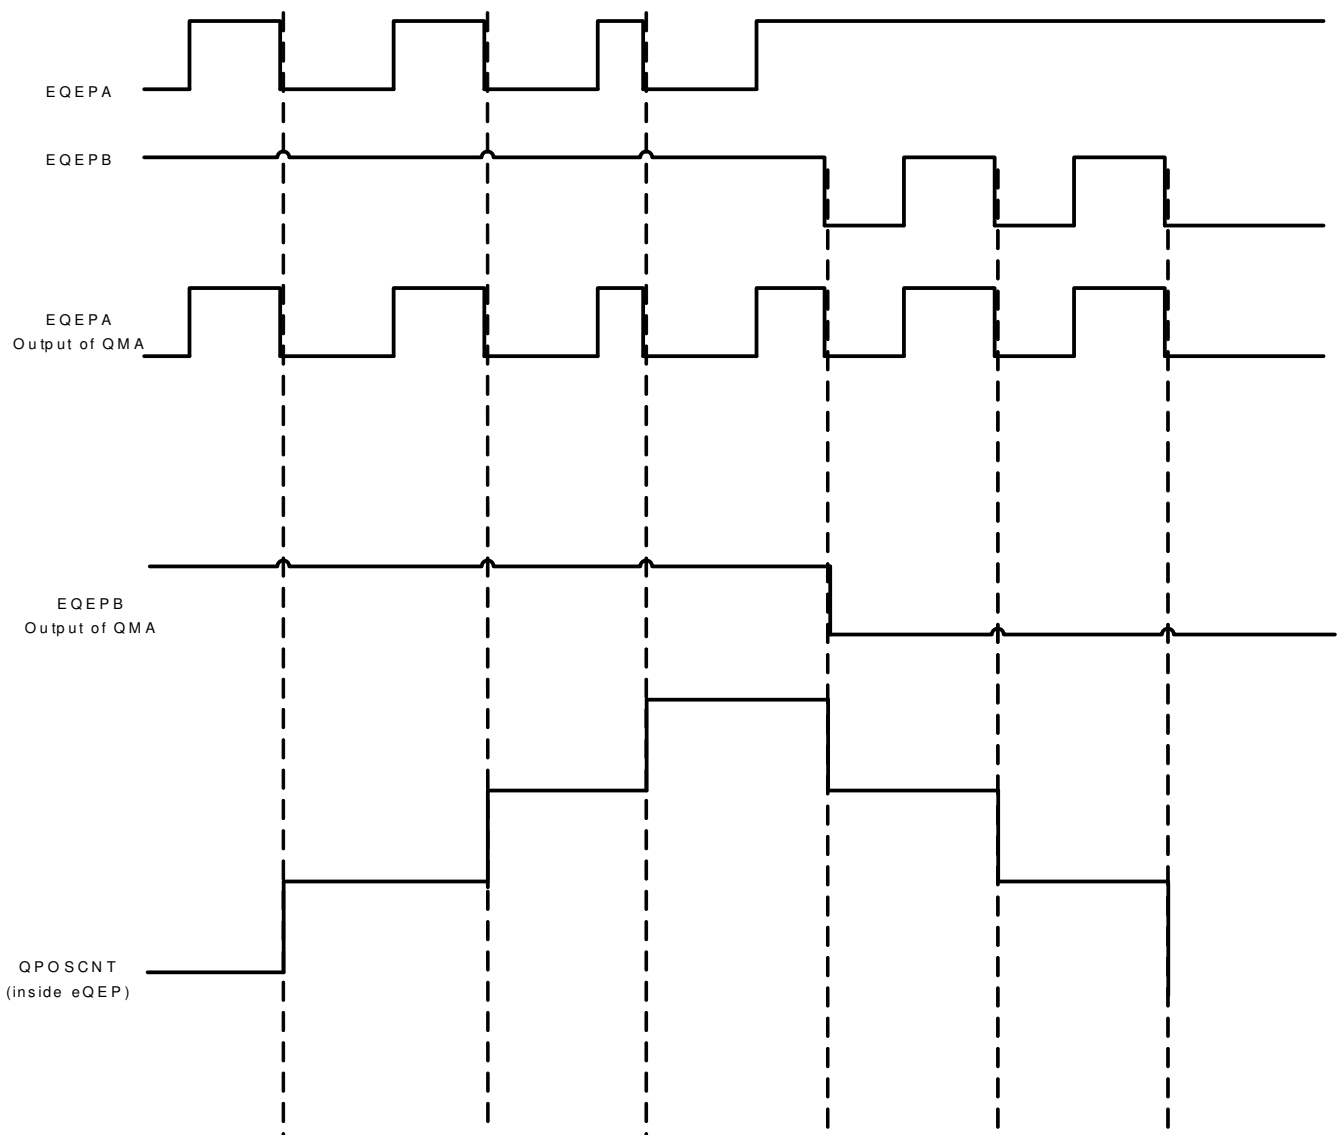 EQEPA
EQEPB
EQEPA
Output of QMA
EQEPB
Output of QMA
QPOSCNT
(inside eQEP)